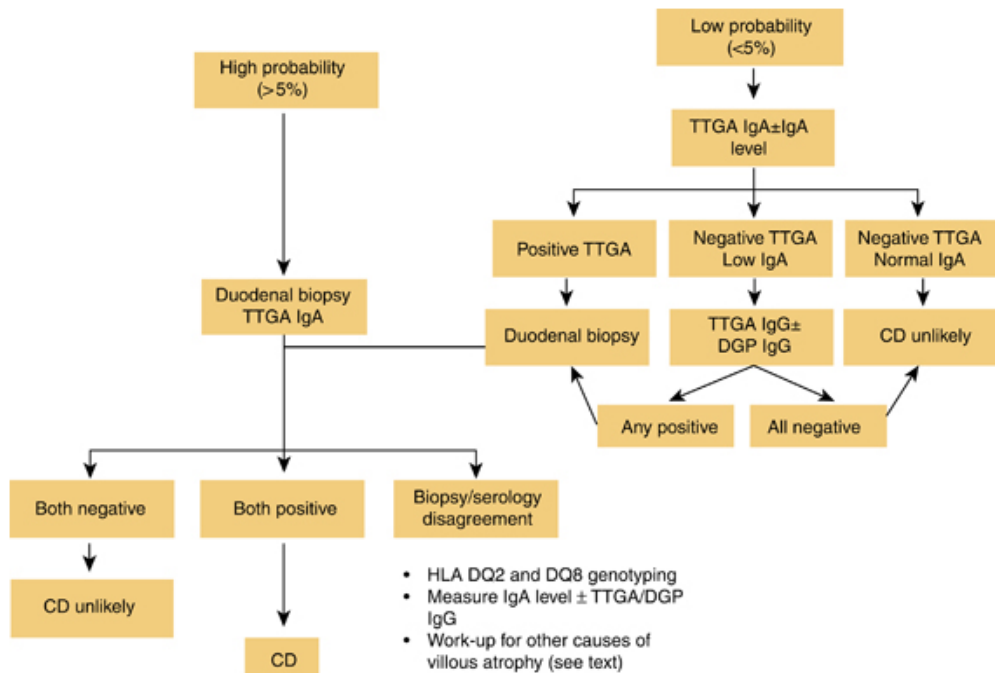 High probability
(>5%)
Low probability
(<5%)
TTGA IgA±IgA
level
Positive TTGA
Negative TTGA
Low IgA
Negative TTGA
Normal IgA
Duodenal biopsy
TTGA IgA
Duodenal biopsy
TTGA IgG±
DGP IgG
CD unlikely
Any positive
All negative
Both negative
Both positive
Biopsy/serology
disagreement
CD unlikely
CD
• HLA DQ2 and DQ8 genotyping
• Measure IgA level ± TTGA/DGP
IgG
• Work-up for other causes of
villous atrophy (see text)